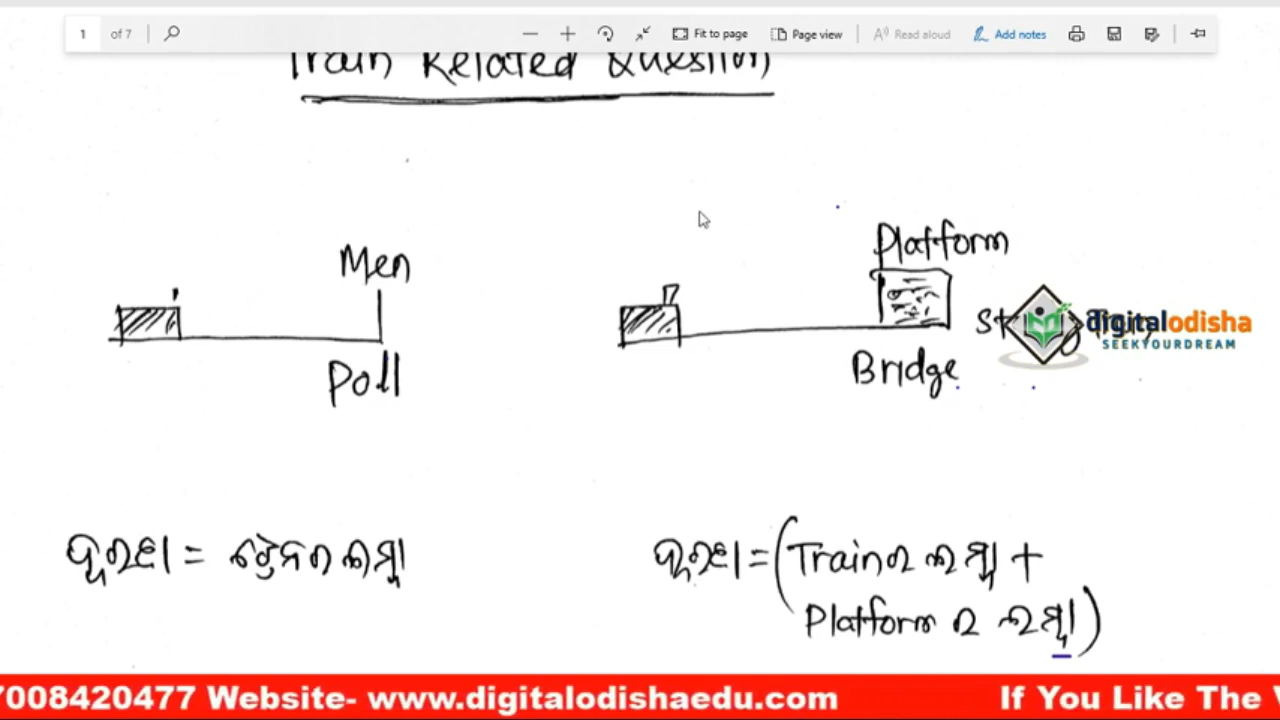 1 of 7 Fit to page Page view Read aloud Add notes
Train Related Question
Men
Poll
Platform
Bridge
digitalodisha
SEEKYOURDREAM
ଦୂରତା = ଟ୍ରେନର ଲମ୍ବା
ଦୂରତା = (Trainର ଲମ୍ବା +
Platform ର ଲମ୍ବା)
7008420477 Website- www.digitalodishaedu.com If You Like The